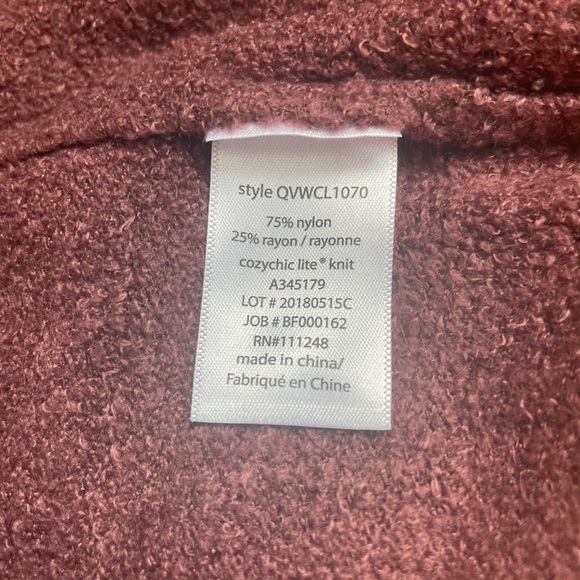 style QVWCL1070
75% nylon
25% rayon / rayonne
cozychic lite® knit
A345179
LOT # 20180515C
JOB # BF000162
RN#111248
made in china/
Fabriqué en Chine